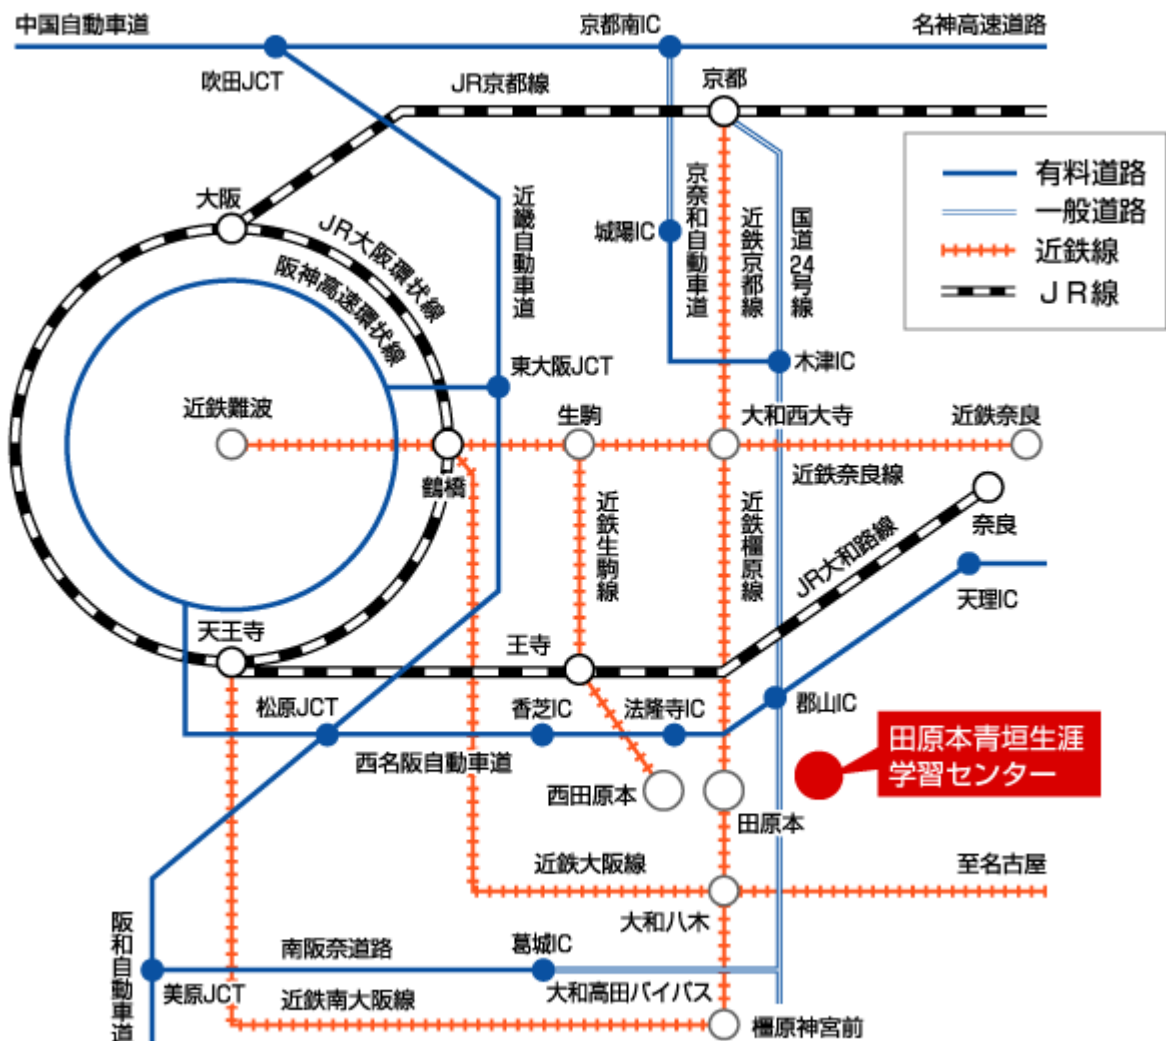 中国自動車道
京都南IC
名神高速道路
吹田JCT
JR京都線
京都
有料道路
一般道路
近鉄線
JR線
大阪
近畿自動車道
城陽IC
京奈和自動車道
近鉄京都線
国道24号線
JR大阪環状線
阪神高速環状線
東大阪JCT
木津IC
近鉄難波
生駒
大和西大寺
近鉄奈良
鶴橋
近鉄奈良線
近鉄生駒線
近鉄橿原線
奈良
JR大和路線
天理IC
天王寺
王寺
松原JCT
香芝IC
法隆寺IC
郡山IC
西名阪自動車道
田原本青垣生涯
学習センター
西田原本
田原本
近鉄大阪線
至名古屋
大和八木
阪和自動車道
南阪奈道路
葛城IC
美原JCT
近鉄南大阪線
大和高田バイパス
橿原神宮前